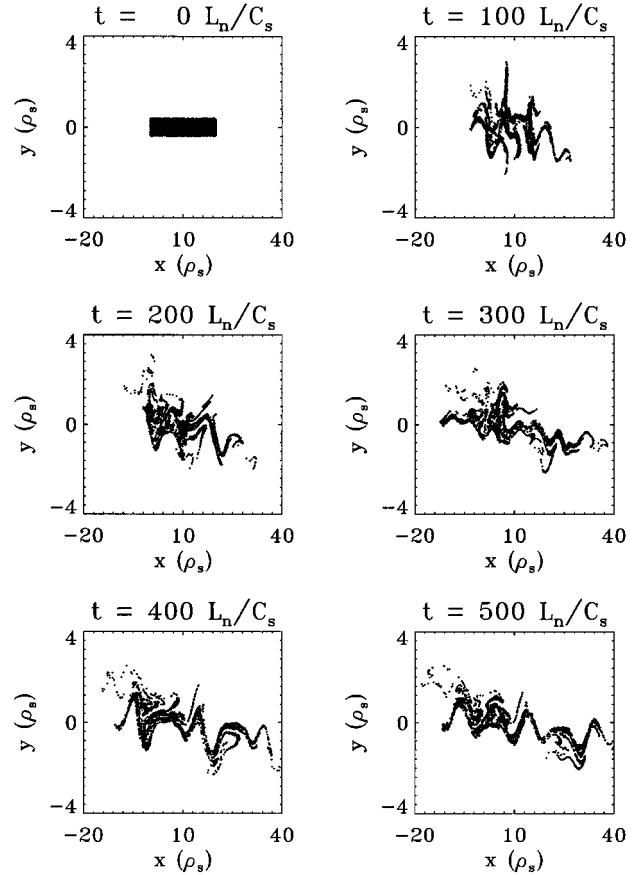 t = 0 L_n/C_s
4
0
-4
y (ρ_s)
-20 10 40
x (ρ_s)
t = 100 L_n/C_s
4
0
-4
y (ρ_s)
-20 10 40
x (ρ_s)
t = 200 L_n/C_s
4
0
-4
y (ρ_s)
-20 10 40
x (ρ_s)
t = 300 L_n/C_s
4
0
-4
y (ρ_s)
-20 10 40
x (ρ_s)
t = 400 L_n/C_s
4
0
-4
y (ρ_s)
-20 10 40
x (ρ_s)
t = 500 L_n/C_s
4
0
-4
y (ρ_s)
-20 10 40
x (ρ_s)